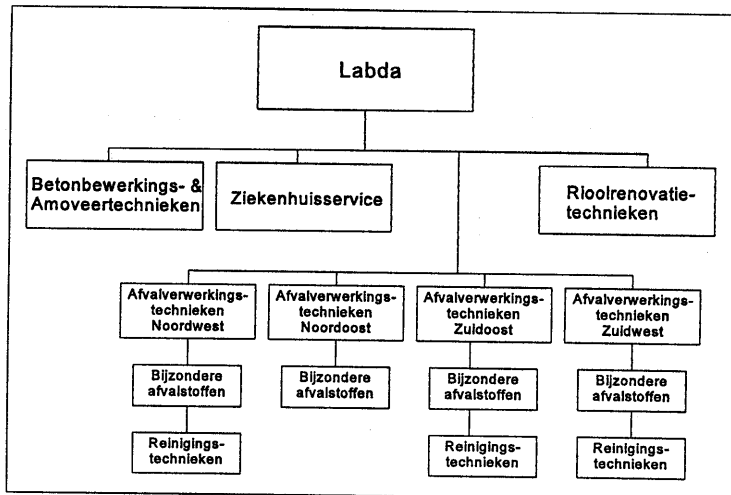 Labda
Betonbewerkings- &
Amoveertechnieken
Ziekenhuisservice
Rioolrenovatie-
technieken
Afvalverwerkings-
technieken
Noordwest
Afvalverwerkings-
technieken
Noordoost
Afvalverwerkings-
technieken
Zuidoost
Afvalverwerkings-
technieken
Zuidwest
Bijzondere
afvalstoffen
Bijzondere
afvalstoffen
Bijzondere
afvalstoffen
Bijzondere
afvalstoffen
Reinigings-
technieken
Reinigings-
technieken
Reinigings-
technieken